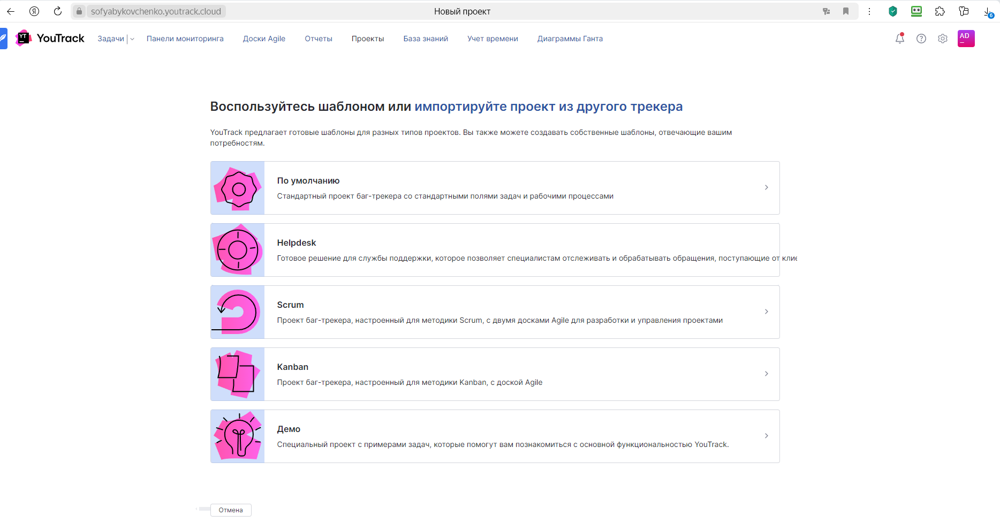 sofyabykovchenko.youtrack.cloud
Новый проект
6
YT YouTrack
Задачи
Панели мониторинга
Доски Agile
Отчеты
Проекты
База знаний
Учет времени
Диаграммы Ганта
AD
Воспользуйтесь шаблоном или импортируйте проект из другого трекера
YouTrack предлагает готовые шаблоны для разных типов проектов. Вы также можете создавать собственные шаблоны, отвечающие вашим
потребностям.
По умолчанию
Стандартный проект баг-трекера со стандартными полями задач и рабочими процессами
Helpdesk
Готовое решение для службы поддержки, которое позволяет специалистам отслеживать и обрабатывать обращения, поступающие от кли
Scrum
Проект баг-трекера, настроенный для методики Scrum, с двумя досками Agile для разработки и управления проектами
Kanban
Проект баг-трекера, настроенный для методики Kanban, с доской Agile
Демо
Специальный проект с примерами задач, которые помогут вам познакомиться с основной функциональностью YouTrack.
Отмена